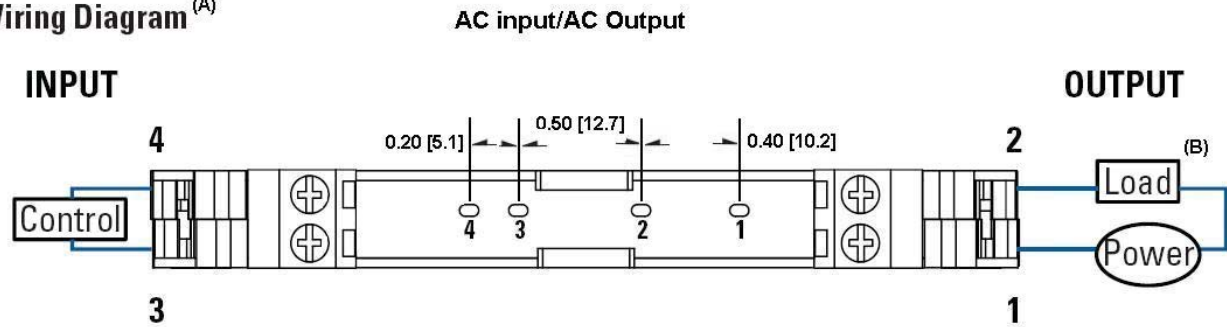 Wiring Diagram (A)
AC input/AC Output
INPUT
OUTPUT
0.20 [5.1]
0.50 [12.7]
0.40 [10.2]
4
2
(B)
Load
Control
4
3
2
1
Power
3
1